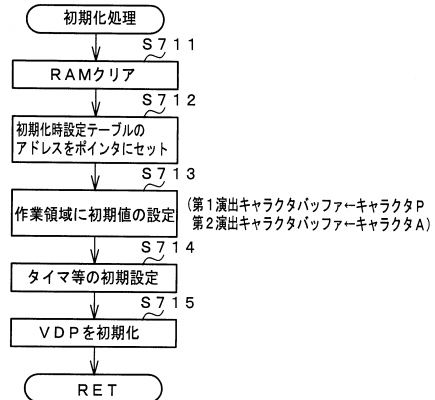 初期化処理
S711
RAMクリア
S712
初期化時設定テーブルの
アドレスをポインタにセット
S713
作業領域に初期値の設定
(第1演出キャラクタバッファ←キャラクタP
第2演出キャラクタバッファ←キャラクタA)
S714
タイマ等の初期設定
S715
VDPを初期化
RET